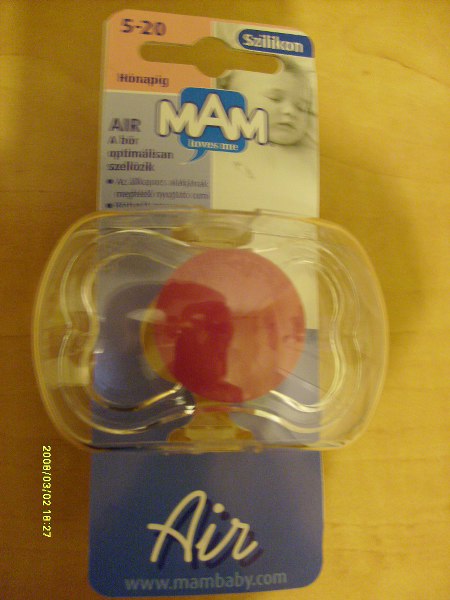 5-20
Szilikon
Hónapig
MAM
loves me
AIR
A bőr
optimálisan
szellőzik
Air
www.mambaby.com
2008/03/02 18:27